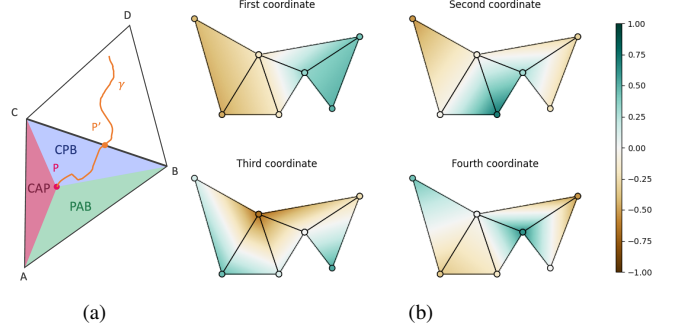 D
C
γ
P'
CPB
P
CAP
PAB
B
A
(a)
First coordinate
Second coordinate
Third coordinate
Fourth coordinate
1.00
0.75
0.50
0.25
0.00
−0.25
−0.50
−0.75
−1.00
(b)